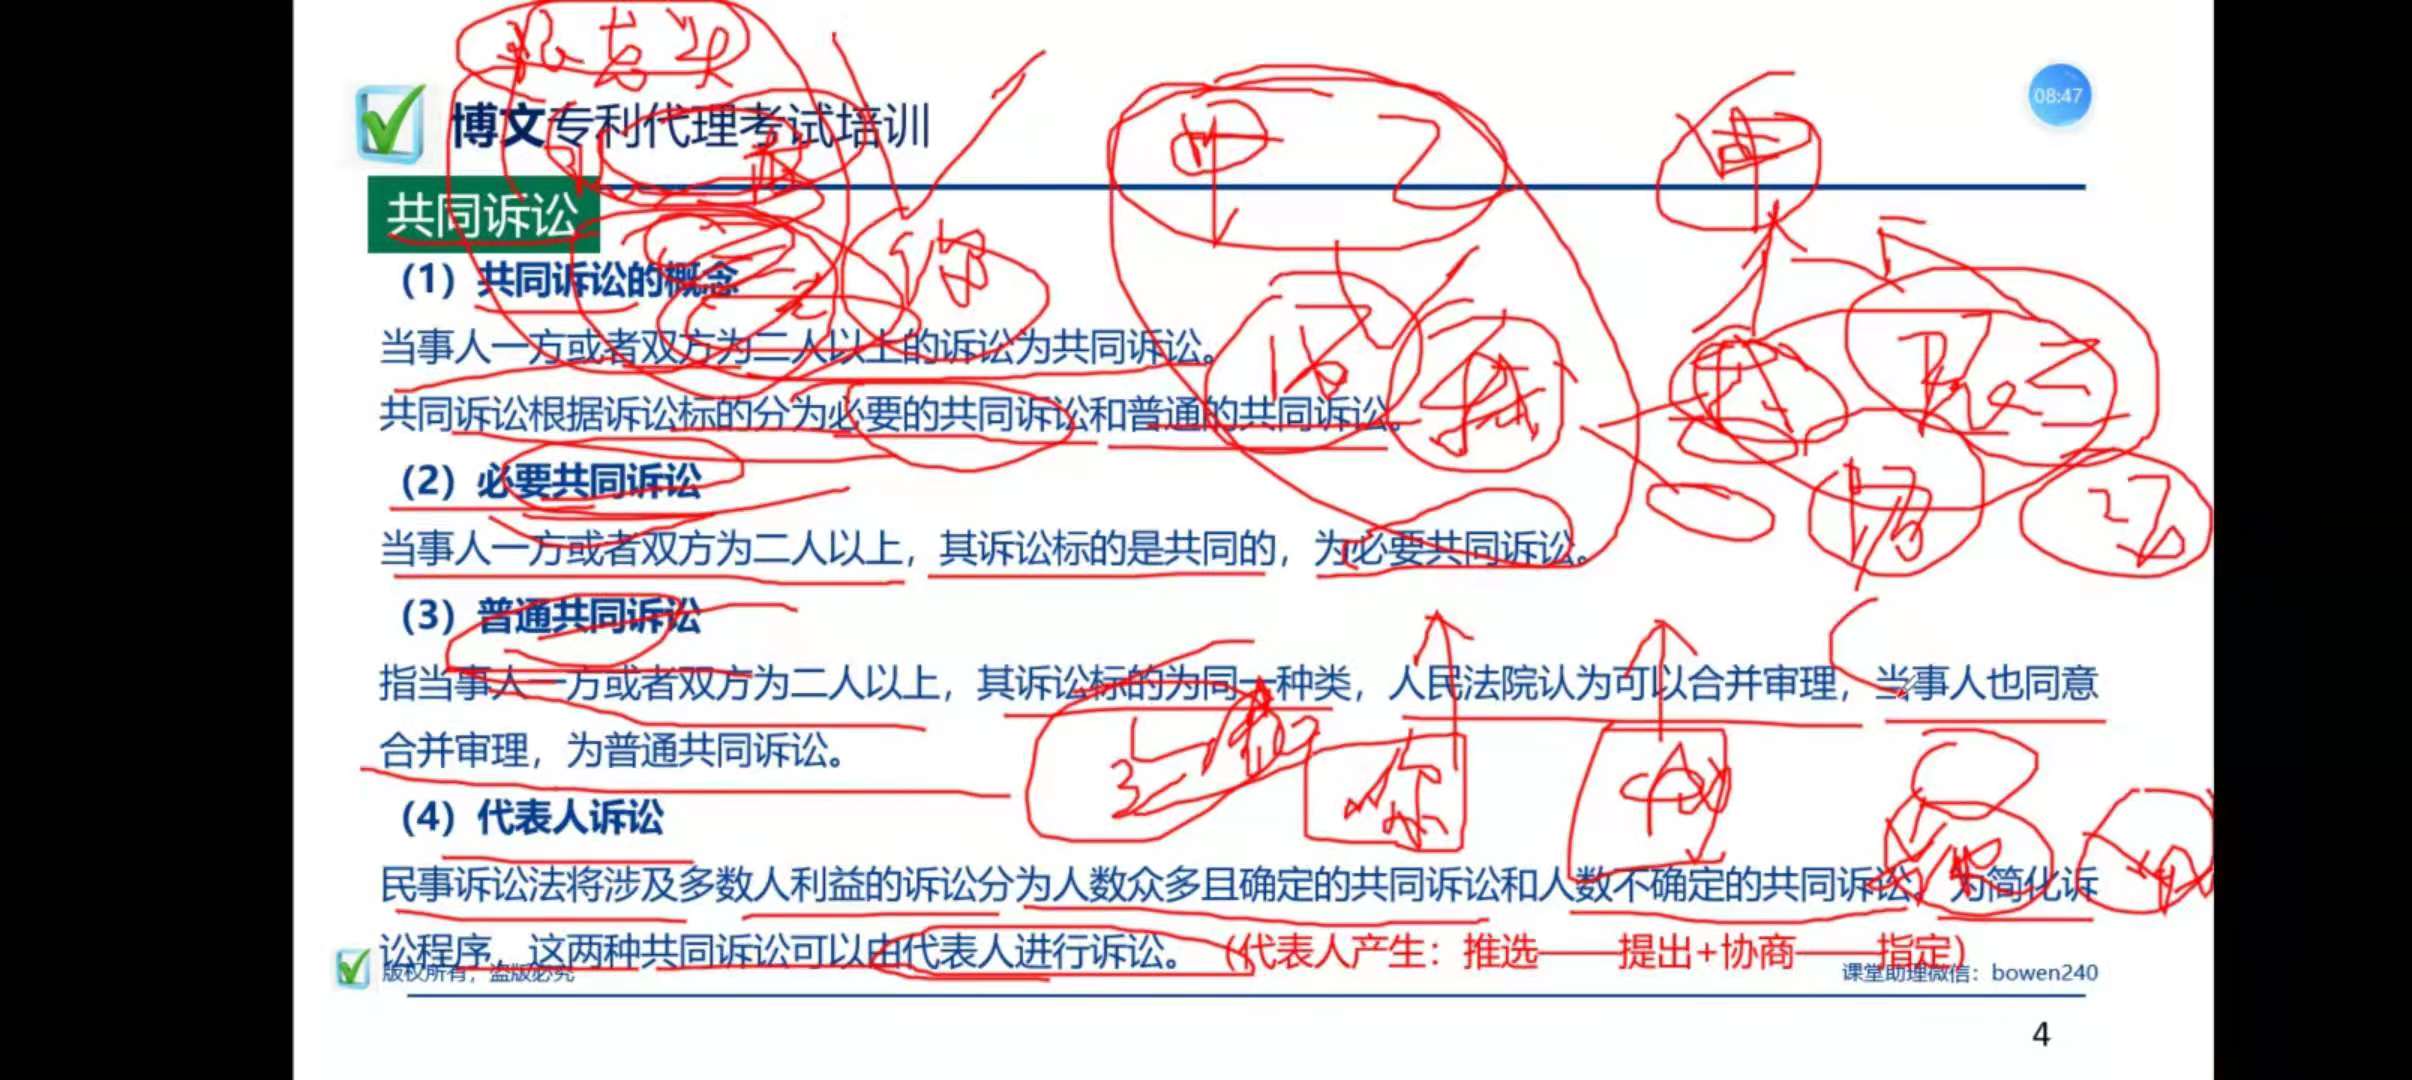 08:47
博文专利代理考试培训
共同诉讼
（1）共同诉讼的概念
当事人一方或者双方为二人以上的诉讼为共同诉讼。
共同诉讼根据诉讼标的分为必要的共同诉讼和普通的共同诉讼。
（2）必要共同诉讼
当事人一方或者双方为二人以上，其诉讼标的是共同的，为必要共同诉讼。
（3）普通共同诉讼
指当事人一方或者双方为二人以上，其诉讼标的为同一种类，人民法院认为可以合并审理，当事人也同意
合并审理，为普通共同诉讼。
（4）代表人诉讼
民事诉讼法将涉及多数人利益的诉讼分为人数众多且确定的共同诉讼和人数不确定的共同诉讼，为简化诉
讼程序，这两种共同诉讼可以由代表人进行诉讼。（代表人产生：推选——提出+协商——指定）
版权所有，盗版必究
课堂助理微信：bowen240
4